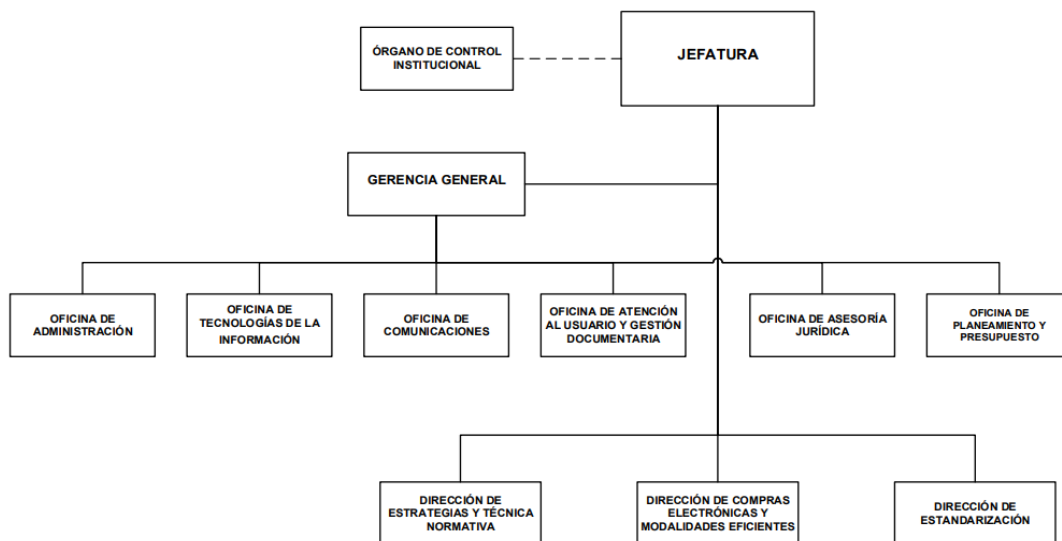 ÓRGANO DE CONTROL
INSTITUCIONAL
JEFATURA
GERENCIA GENERAL
OFICINA DE
ADMINISTRACIÓN
OFICINA DE
TECNOLOGÍAS DE LA
INFORMACIÓN
OFICINA DE
COMUNICACIONES
OFICINA DE ATENCIÓN
AL USUARIO Y GESTIÓN
DOCUMENTARIA
OFICINA DE ASESORÍA
JURÍDICA
OFICINA DE
PLANEAMIENTO Y
PRESUPUESTO
DIRECCIÓN DE
ESTRATEGIAS Y TÉCNICA
NORMATIVA
DIRECCIÓN DE COMPRAS
ELECTRÓNICAS Y
MODALIDADES EFICIENTES
DIRECCIÓN DE
ESTANDARIZACIÓN